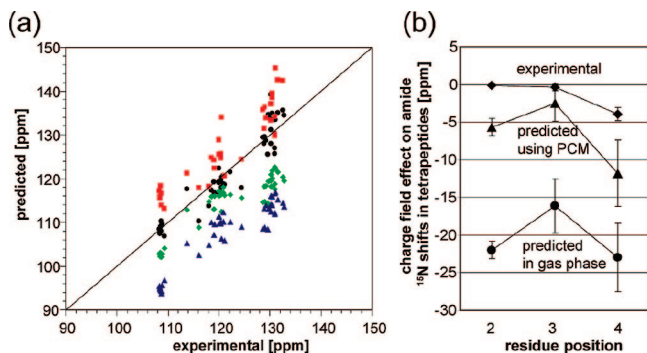 (a)
150
140
130
120
110
100
90
predicted [ppm]
90 100 110 120 130 140 150
experimental [ppm]
(b)
5
0
-5
-10
-15
-20
-25
-30
charge field effect on amide
¹⁵N shifts in tetrapeptides [ppm]
experimental
predicted
using PCM
predicted
in gas phase
2 3 4
residue position